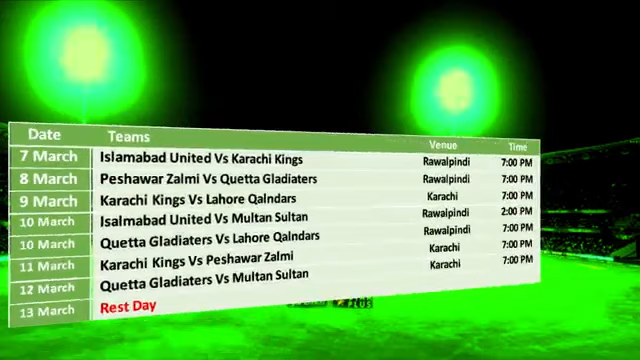 Date Teams Venue Time
7 March Islamabad United Vs Karachi Kings Rawalpindi 7:00 PM
8 March Peshawar Zalmi Vs Quetta Gladiaters Rawalpindi 7:00 PM
9 March Karachi Kings Vs Lahore Qalndars Karachi 7:00 PM
10 March Isalmabad United Vs Multan Sultan Rawalpindi 2:00 PM
10 March Quetta Gladiaters Vs Lahore Qalndars Rawalpindi 7:00 PM
11 March Karachi Kings Vs Peshawar Zalmi Karachi 7:00 PM
12 March Quetta Gladiaters Vs Multan Sultan Karachi 7:00 PM
13 March Rest Day